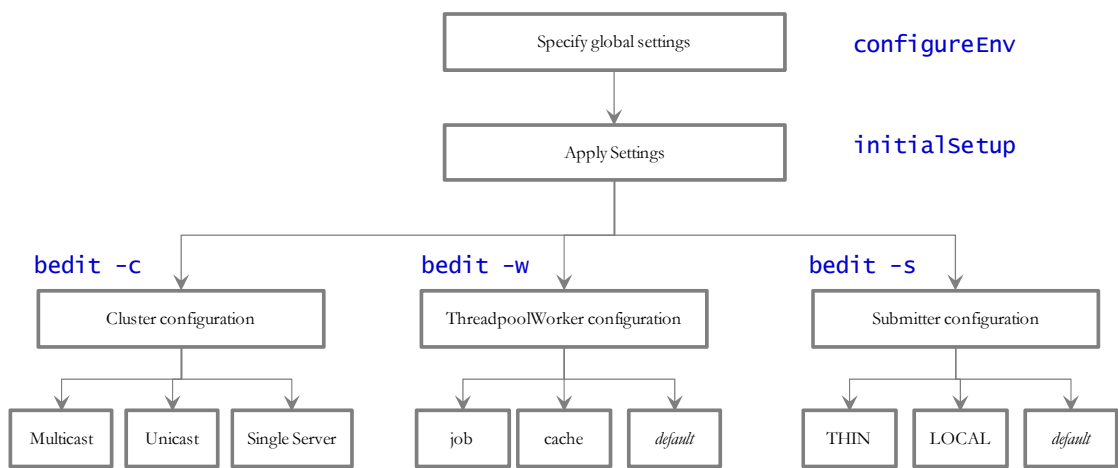 Specify global settings
configureEnv
Apply Settings
initialSetup
bedit -c
bedit -w
bedit -s
Cluster configuration
ThreadpoolWorker configuration
Submitter configuration
Multicast
Unicast
Single Server
job
cache
default
THIN
LOCAL
default